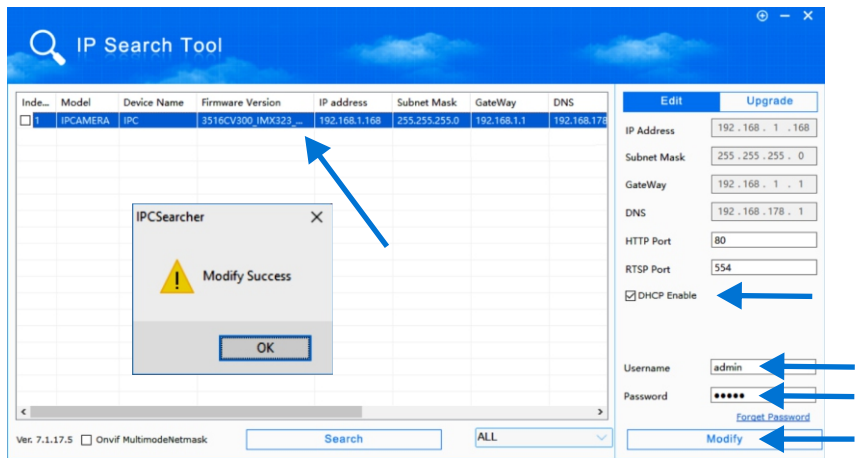 IP Search Tool
Inde... Model Device Name Firmware Version IP address Subnet Mask GateWay DNS
1 IPCAMERA IPC 3516CV300_IMX323_... 192.168.1.168 255.255.255.0 192.168.1.1 192.168.178
Edit Upgrade
IP Address 192 . 168 . 1 . 168
Subnet Mask 255 . 255 . 255 . 0
GateWay 192 . 168 . 1 . 1
DNS 192 . 168 . 178 . 1
HTTP Port 80
RTSP Port 554
DHCP Enable
IPCSearcher
Modify Success
OK
Username admin
Password •••••
Forget Password
Ver. 7.1.17.5 Onvif MultimodeNetmask Search ALL Modify